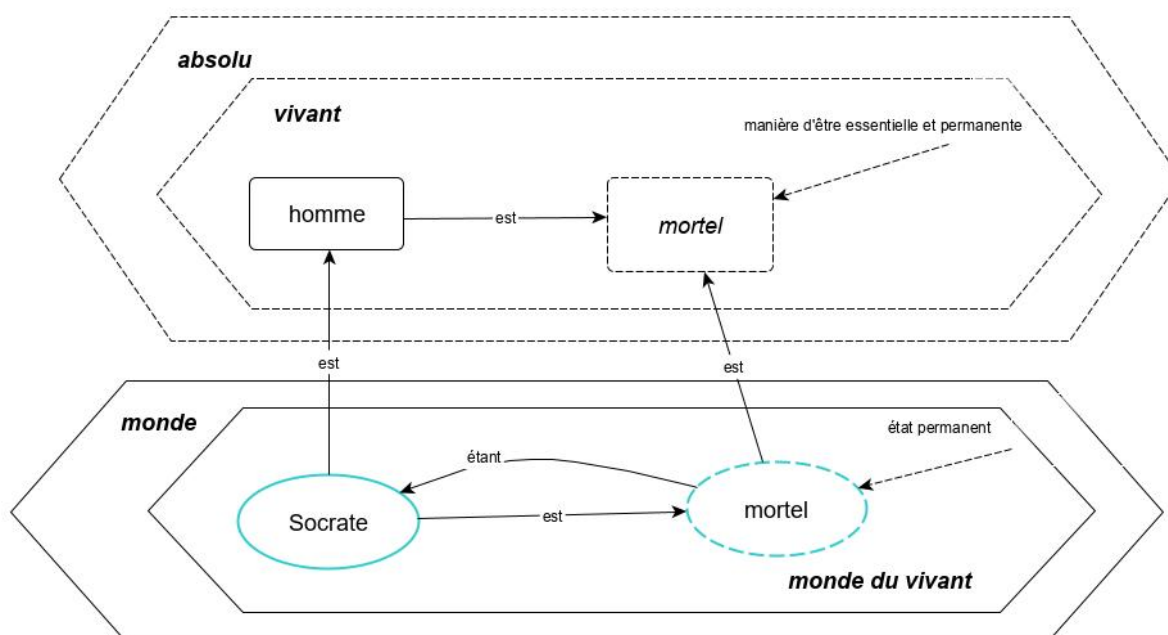 absolu
vivant
manière d'être essentielle et permanente
homme
est
mortel
est
est
monde
état permanent
étant
Socrate
est
mortel
monde du vivant